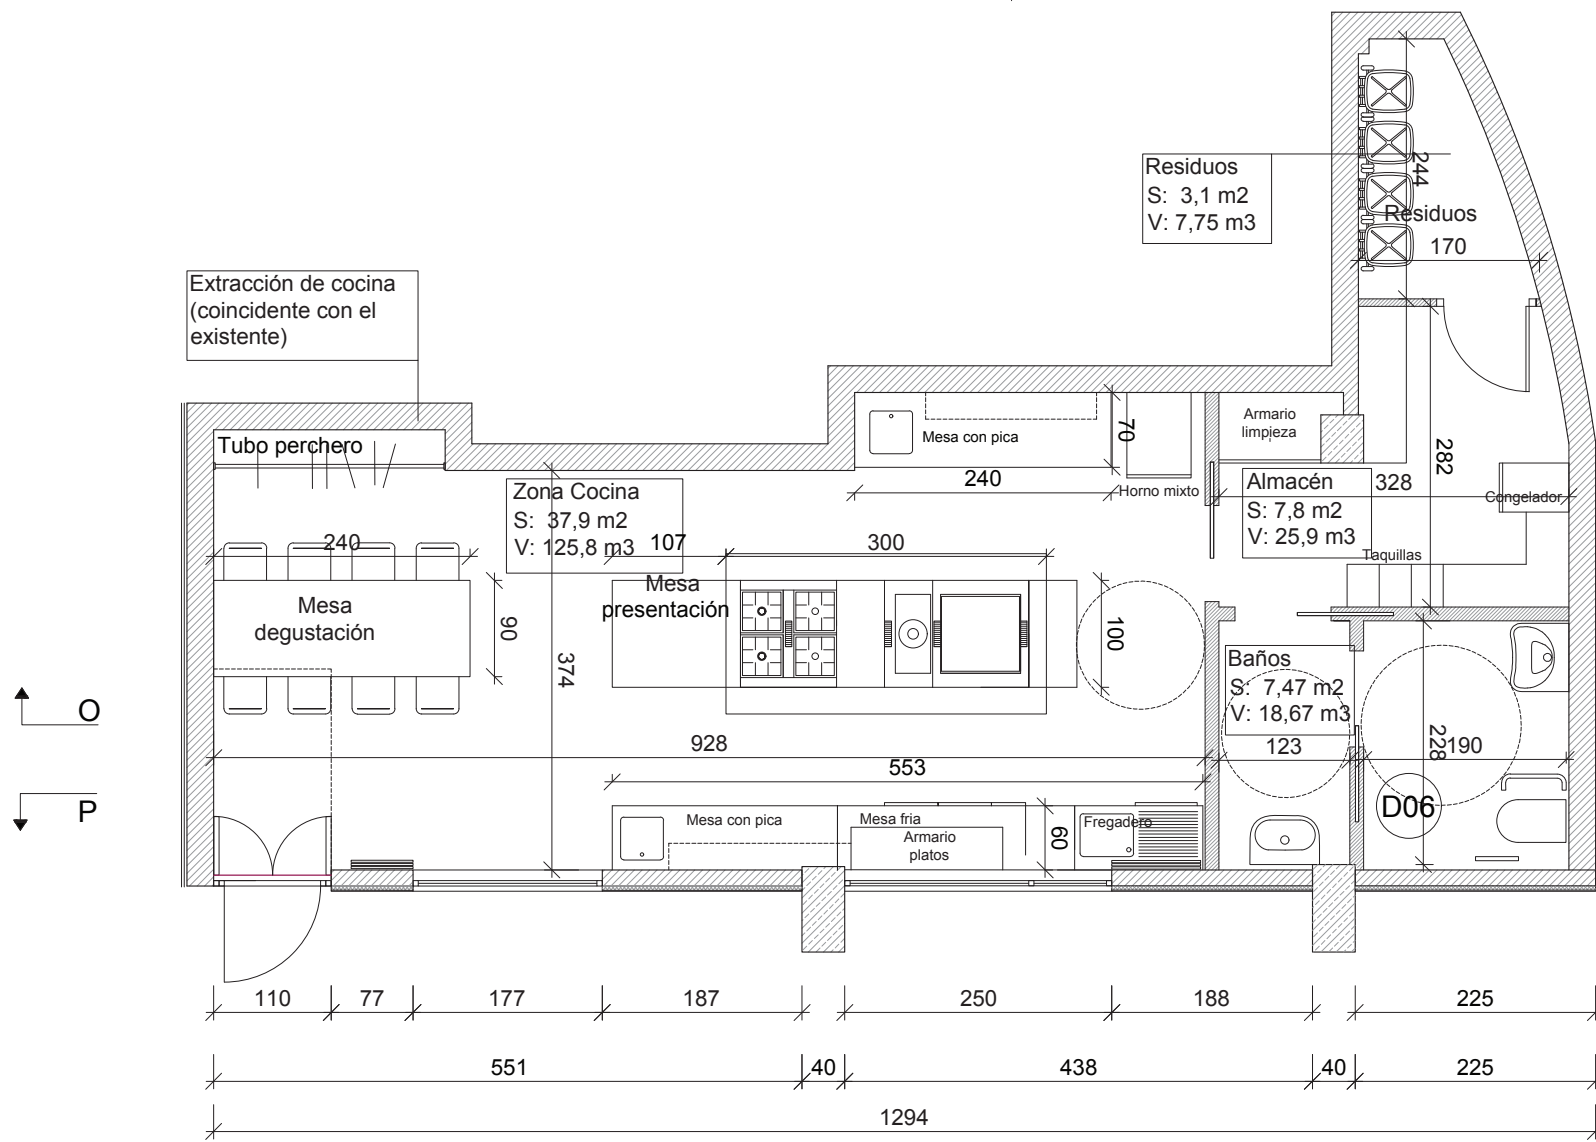 Residuos
S: 3,1 m2
V: 7,75 m3
244
Residuos
170
Extracción de cocina
(coincidente con el
existente)
Tubo perchero
Mesa con pica
70
240
Horno mixto
Armario
limpieza
282
Zona Cocina
S: 37,9 m2
V: 125,8 m3
Almacén
S: 7,8 m2
V: 25,9 m3
328
Congelador
Taquillas
240
107
300
Mesa
degustación
90
374
Mesa
presentación
100
Baños
S: 7,47 m2
V: 18,67 m3
123
228
190
O
P
928
553
Mesa con pica
Mesa fria
Armario
platos
60
Fregadero
D06
110
77
177
187
250
188
225
551
40
438
40
225
1294